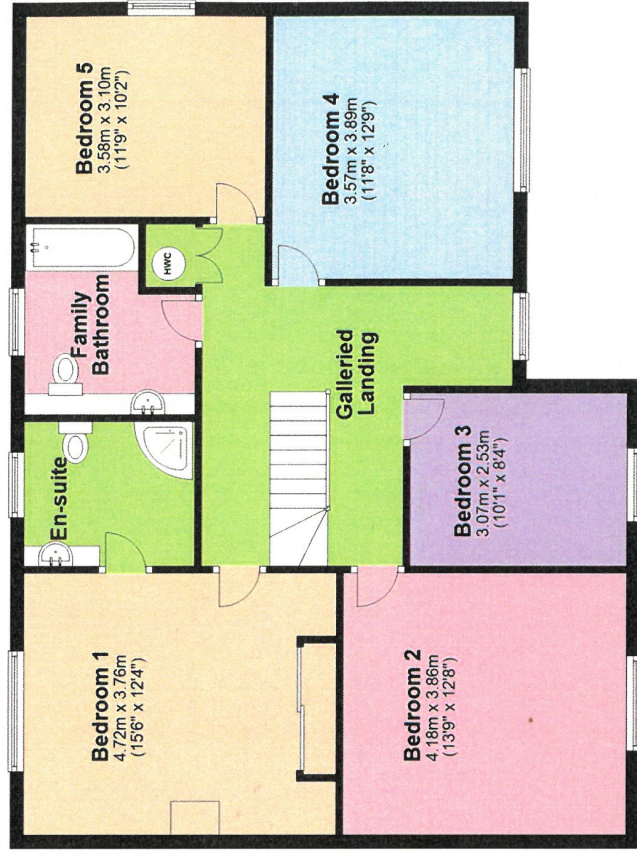 Bedroom 5
3.58m x 3.10m
(11'9" x 10'2")
Bedroom 4
3.57m x 3.89m
(11'8" x 12'9")
HWC
Family
Bathroom
Galleried
Landing
En-suite
Bedroom 3
3.07m x 2.53m
(10'1" x 8'4")
Bedroom 1
4.72m x 3.76m
(15'6" x 12'4")
Bedroom 2
4.18m x 3.86m
(13'9" x 12'8")